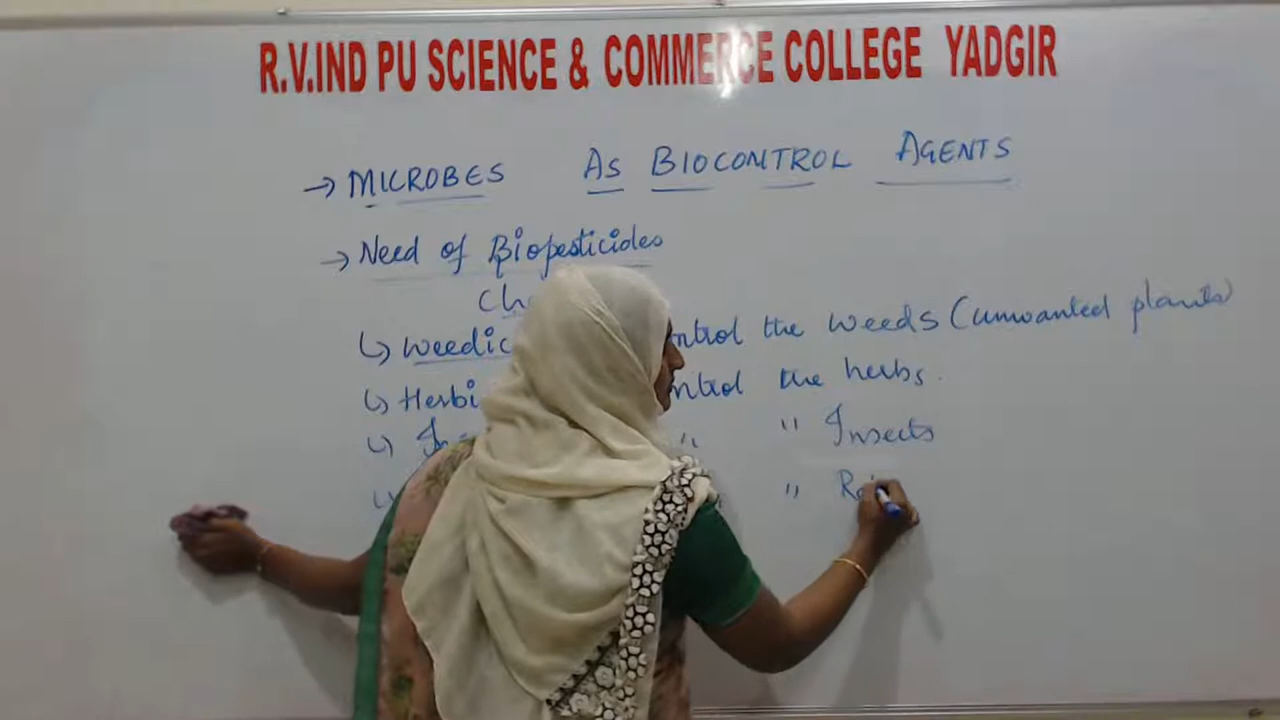 R.V.IND PU SCIENCE & COMMERCE COLLEGE YADGIR
→ MICROBES AS BIOCONTROL AGENTS
→ Need of Biopesticides
Ch
↳ Weedic ntrol the weeds (unwanted plants)
↳ Herbi ntrol the herbs.
↳ In " " Insects
↳ " R